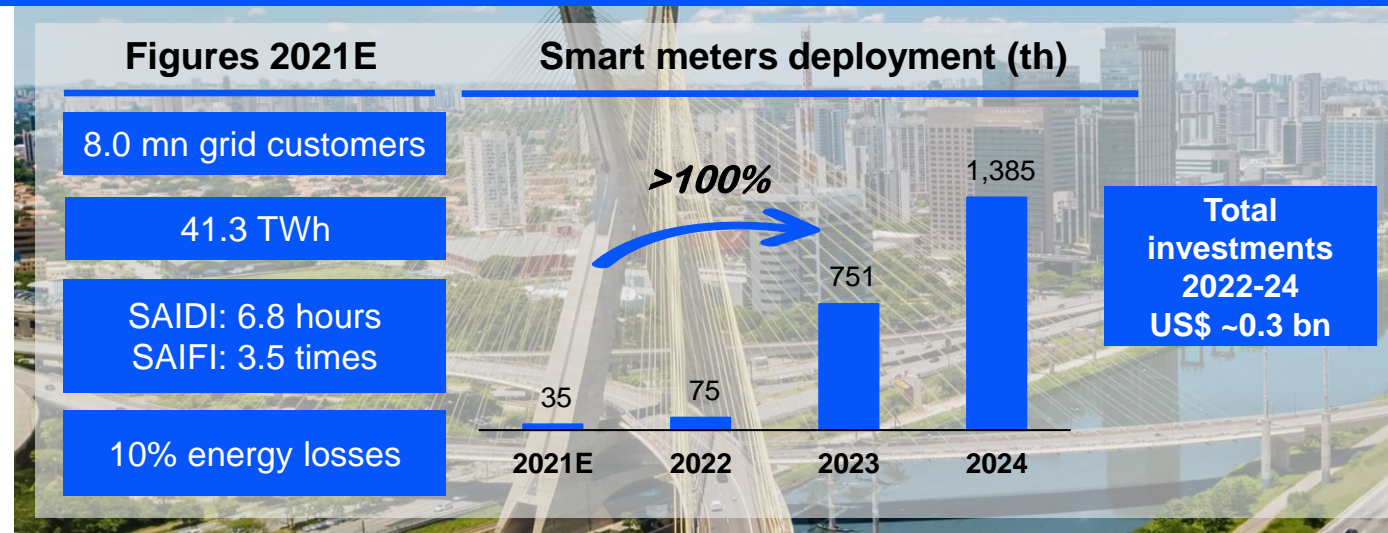 Figures 2021E
8.0 mn grid customers
41.3 TWh
SAIDI: 6.8 hours
SAIFI: 3.5 times
10% energy losses
Smart meters deployment (th)
>100%
35
75
751
1,385
2021E
2022
2023
2024
Total
investments
2022-24
US$ ~0.3 bn